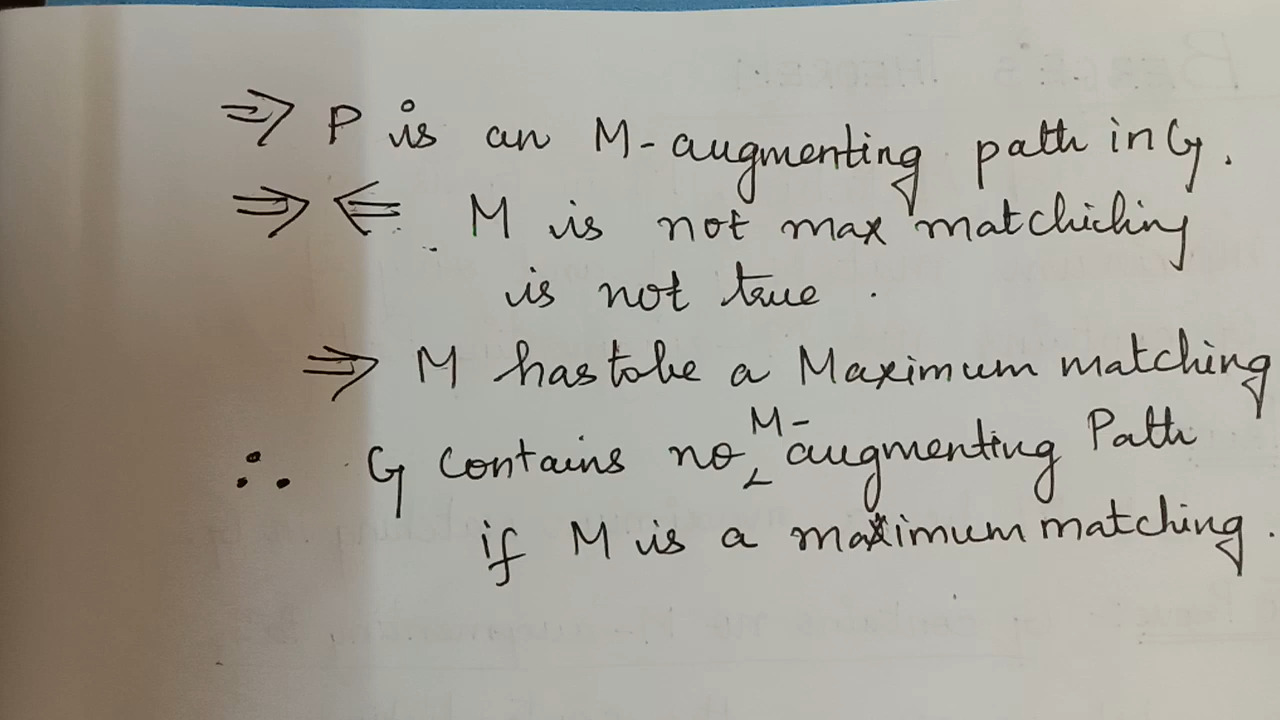 ⇒ P is an M-augmenting path in G.
⇒⇐ M is not max matchiching
is not true.
⇒ M has to be a Maximum matching
∴ G contains no M-augmenting Path
if M is a maximum matching.